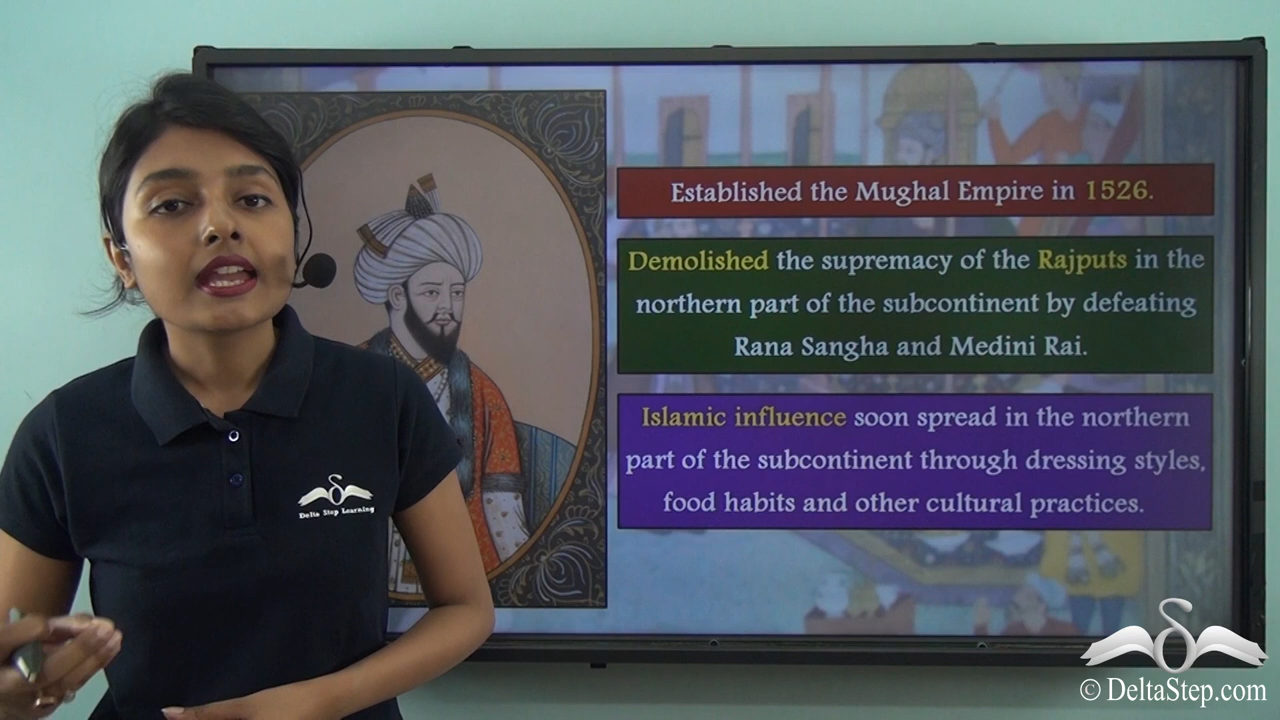 Established the Mughal Empire in 1526.
Demolished the supremacy of the Rajputs in the
northern part of the subcontinent by defeating
Rana Sangha and Medini Rai.
Islamic influence soon spread in the northern
part of the subcontinent through dressing styles,
food habits and other cultural practices.
Delta Step Learning
© DeltaStep.com